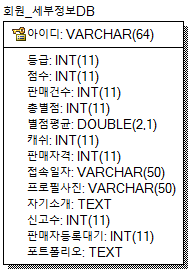 회원_세부정보DB
아이디: VARCHAR(64)
등급: INT(11)
점수: INT(11)
판매건수: INT(11)
총별점: INT(11)
별점평균: DOUBLE(2,1)
캐쉬: INT(11)
판매자격: INT(11)
접속일자: VARCHAR(50)
프로필사진: VARCHAR(50)
자기소개: TEXT
신고수: INT(11)
판매자등록대기: INT(11)
포트폴리오: TEXT